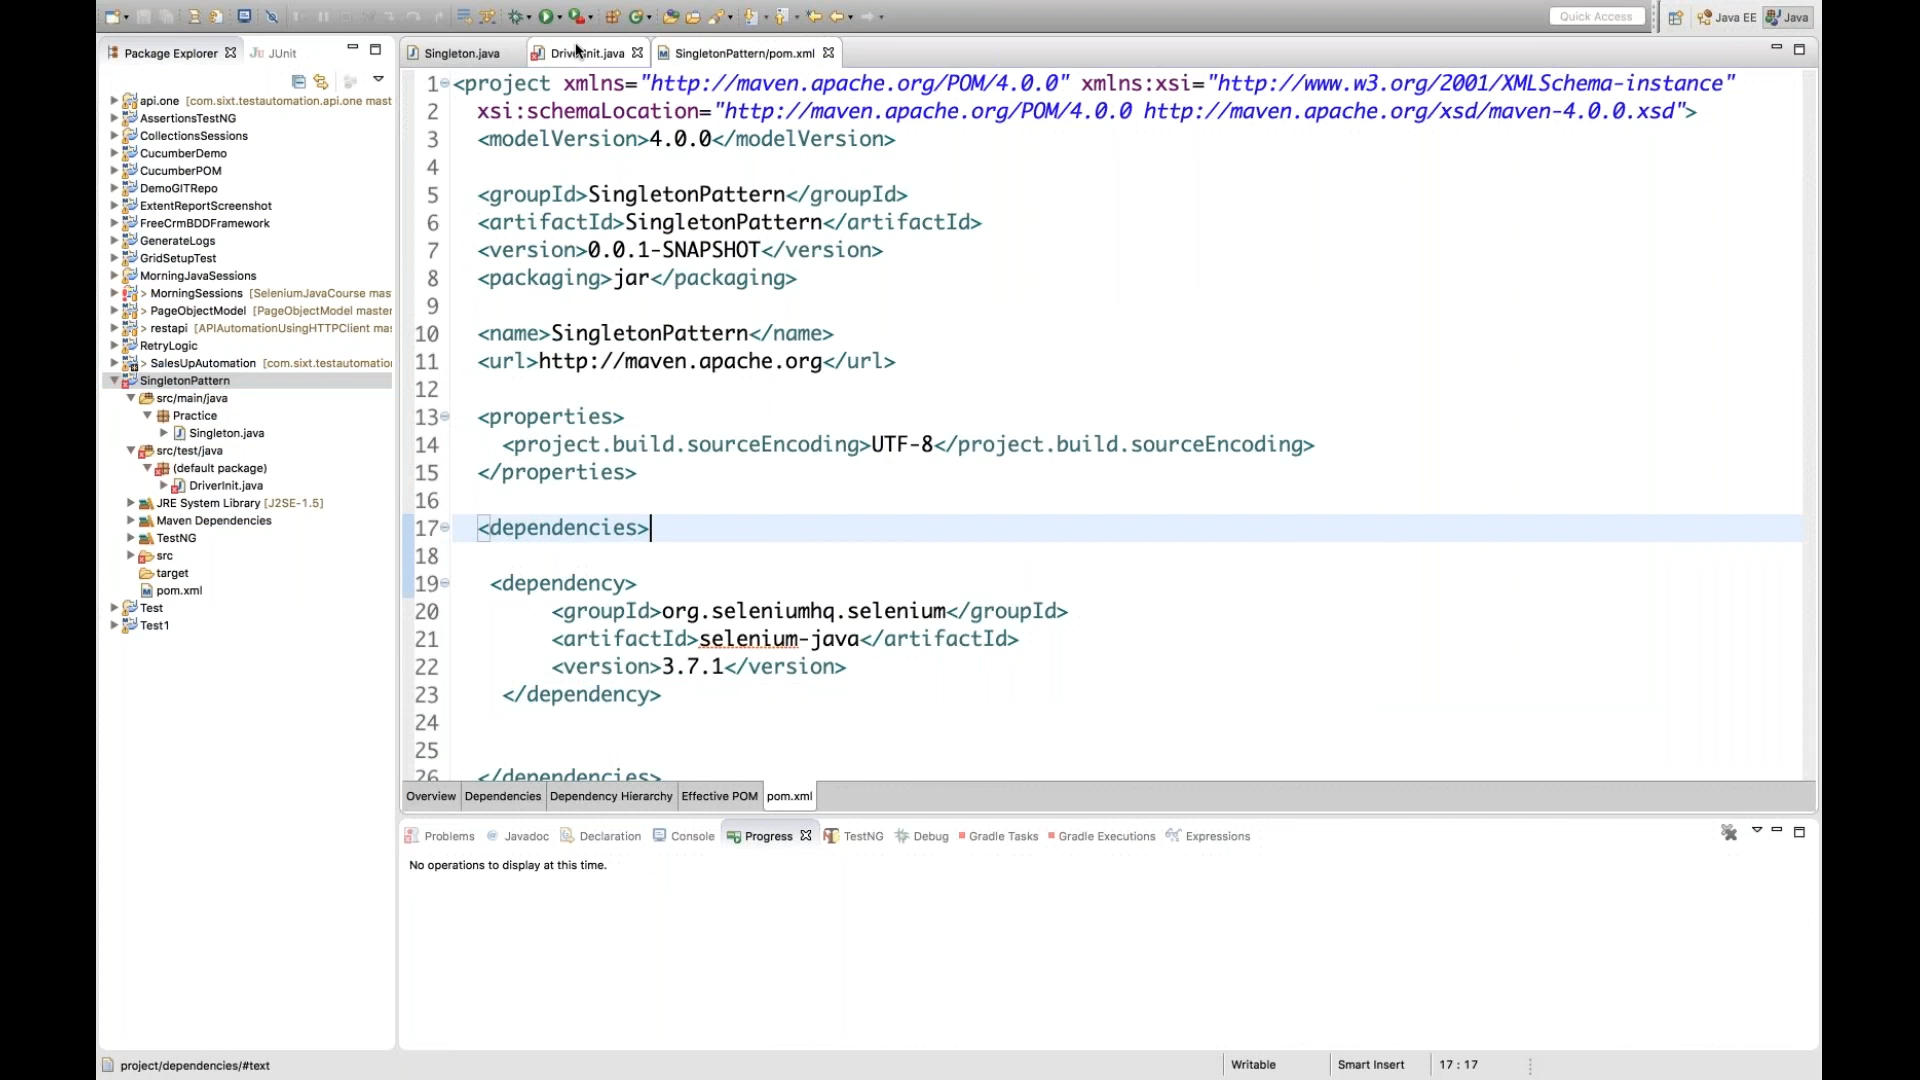 Quick Access
Java EE
Java
Package Explorer
JUnit
Singleton.java
DriverInit.java
SingletonPattern/pom.xml
api.one [com.sixt.testautomation.api.one mast
AssertionsTestNG
CollectionsSessions
CucumberDemo
CucumberPOM
DemoGITRepo
ExtentReportScreenshot
FreeCrmBDDFramework
GenerateLogs
GridSetupTest
MorningJavaSessions
> MorningSessions [SeleniumJavaCourse mas
> PageObjectModel [PageObjectModel master
> restapi [APIAutomationUsingHTTPClient mas
RetryLogic
> SalesUpAutomation [com.sixt.testautomation
SingletonPattern
src/main/java
Practice
Singleton.java
src/test/java
(default package)
DriverInit.java
JRE System Library [J2SE-1.5]
Maven Dependencies
TestNG
src
target
pom.xml
Test
Test1
1 <project xmlns="http://maven.apache.org/POM/4.0.0" xmlns:xsi="http://www.w3.org/2001/XMLSchema-instance"
2 xsi:schemaLocation="http://maven.apache.org/POM/4.0.0 http://maven.apache.org/xsd/maven-4.0.0.xsd">
3 <modelVersion>4.0.0</modelVersion>
4
5 <groupId>SingletonPattern</groupId>
6 <artifactId>SingletonPattern</artifactId>
7 <version>0.0.1-SNAPSHOT</version>
8 <packaging>jar</packaging>
9
10 <name>SingletonPattern</name>
11 <url>http://maven.apache.org</url>
12
13 <properties>
14 <project.build.sourceEncoding>UTF-8</project.build.sourceEncoding>
15 </properties>
16
17 <dependencies>
18
19 <dependency>
20 <groupId>org.seleniumhq.selenium</groupId>
21 <artifactId>selenium-java</artifactId>
22 <version>3.7.1</version>
23 </dependency>
24
25
26 </dependencies>
Overview
Dependencies
Dependency Hierarchy
Effective POM
pom.xml
Problems
Javadoc
Declaration
Console
Progress
TestNG
Debug
Gradle Tasks
Gradle Executions
Expressions
No operations to display at this time.
project/dependencies/#text
Writable
Smart Insert
17 : 17